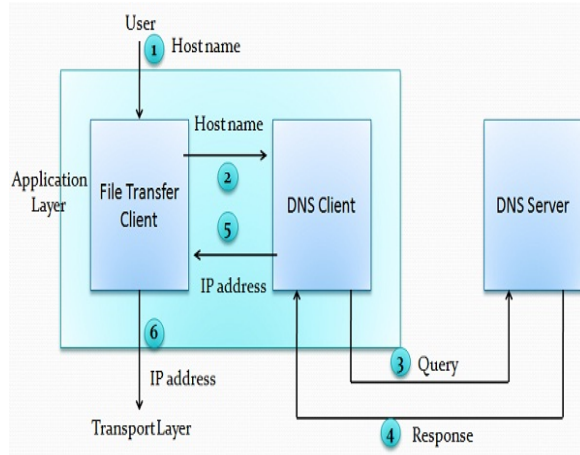 User
1
Host name
Host name
2
Application
Layer
File Transfer
Client
DNS Client
DNS Server
5
IP address
6
3
Query
IP address
Transport Layer
4
Response